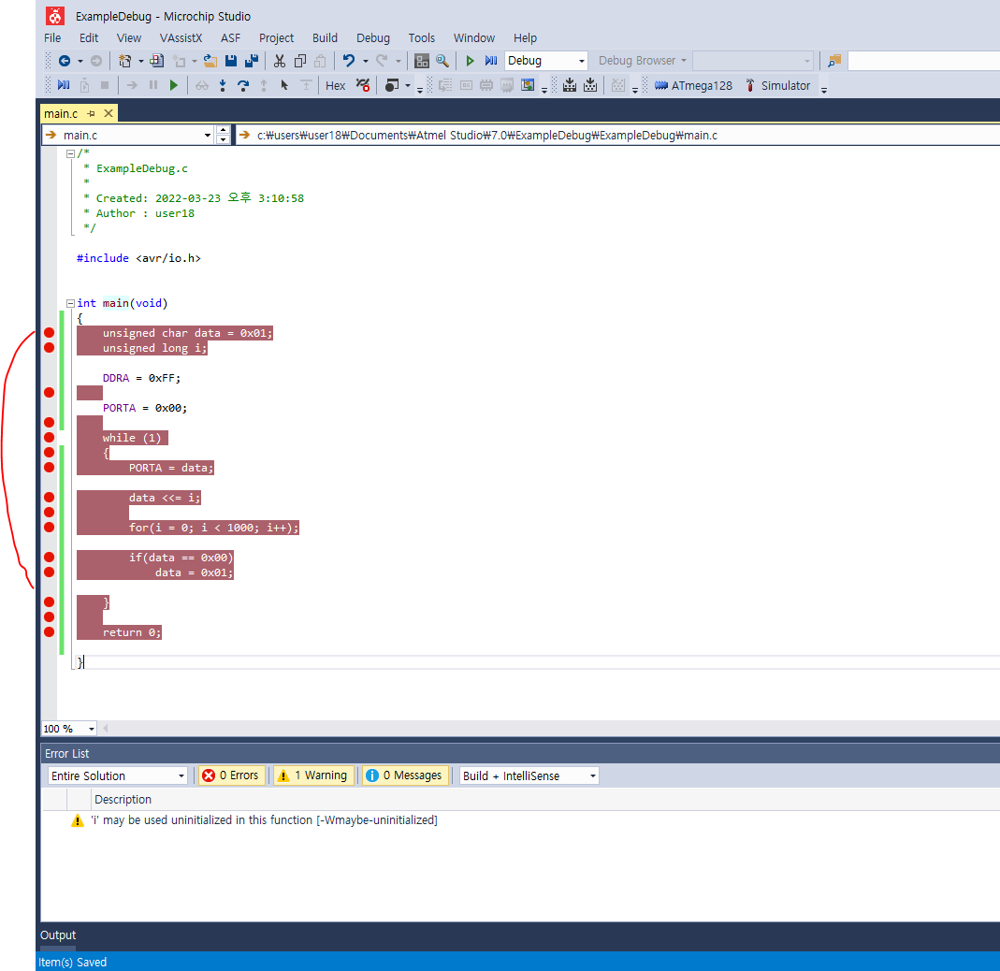 ExampleDebug - Microchip Studio
File Edit View VAssistX ASF Project Build Debug Tools Window Help
Debug Debug Browser
Hex ATmega128 Simulator
main.c
main.c c:₩users₩user18₩Documents₩Atmel Studio₩7.0₩ExampleDebug₩ExampleDebug₩main.c
/*
* ExampleDebug.c
*
* Created: 2022-03-23 오후 3:10:58
* Author : user18
*/
#include <avr/io.h>
int main(void)
{
unsigned char data = 0x01;
unsigned long i;
DDRA = 0xFF;
PORTA = 0x00;
while (1)
{
PORTA = data;
data <<= i;
for(i = 0; i < 1000; i++);
if(data == 0x00)
data = 0x01;
}
return 0;
}
100 %
Error List
Entire Solution 0 Errors 1 Warning 0 Messages Build + IntelliSense
Description
'i' may be used uninitialized in this function [-Wmaybe-uninitialized]
Output
Item(s) Saved